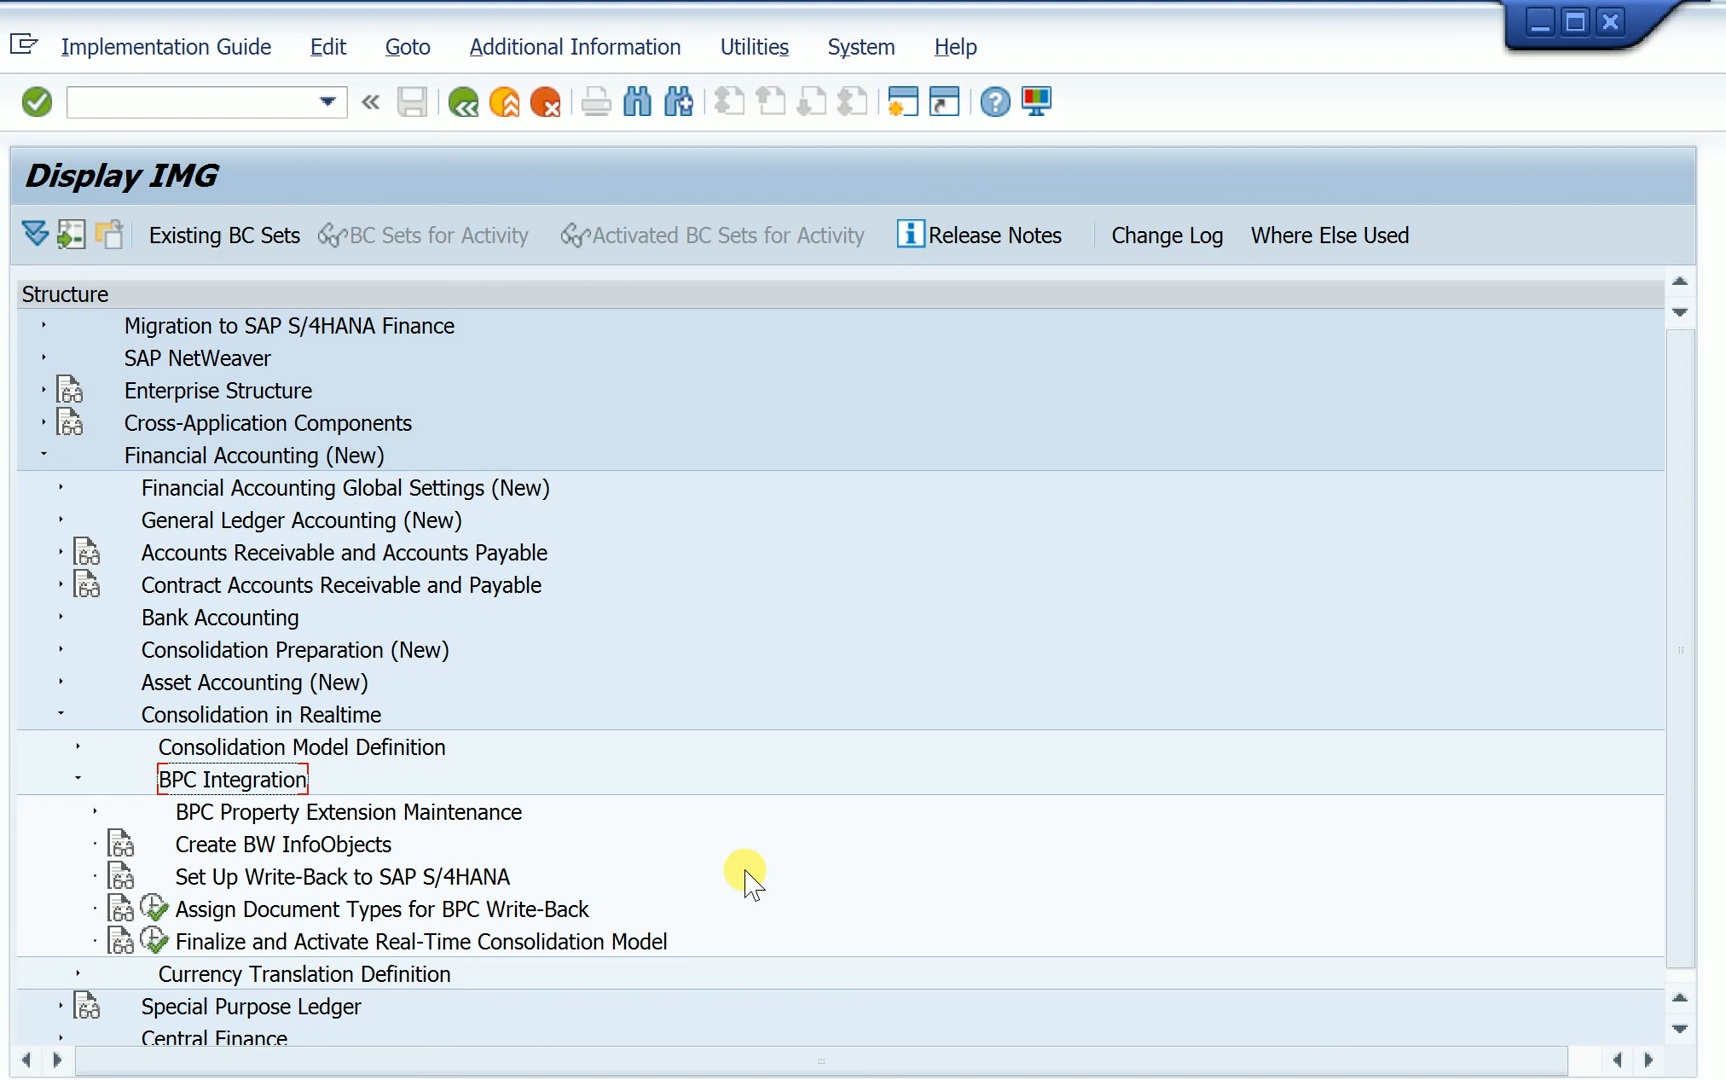 Implementation Guide Edit Goto Additional Information Utilities System Help
Display IMG
Existing BC Sets BC Sets for Activity Activated BC Sets for Activity Release Notes Change Log Where Else Used
Structure
Migration to SAP S/4HANA Finance
SAP NetWeaver
Enterprise Structure
Cross-Application Components
Financial Accounting (New)
Financial Accounting Global Settings (New)
General Ledger Accounting (New)
Accounts Receivable and Accounts Payable
Contract Accounts Receivable and Payable
Bank Accounting
Consolidation Preparation (New)
Asset Accounting (New)
Consolidation in Realtime
Consolidation Model Definition
BPC Integration
BPC Property Extension Maintenance
Create BW InfoObjects
Set Up Write-Back to SAP S/4HANA
Assign Document Types for BPC Write-Back
Finalize and Activate Real-Time Consolidation Model
Currency Translation Definition
Special Purpose Ledger
Central Finance